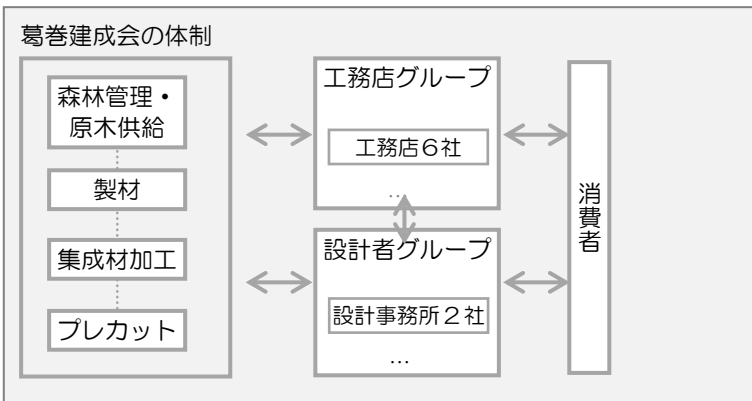 葛巻建成会の体制
森林管理・
原木供給
製材
集成材加工
プレカット
工務店グループ
工務店６社
…
設計者グループ
設計事務所２社
…
消費者